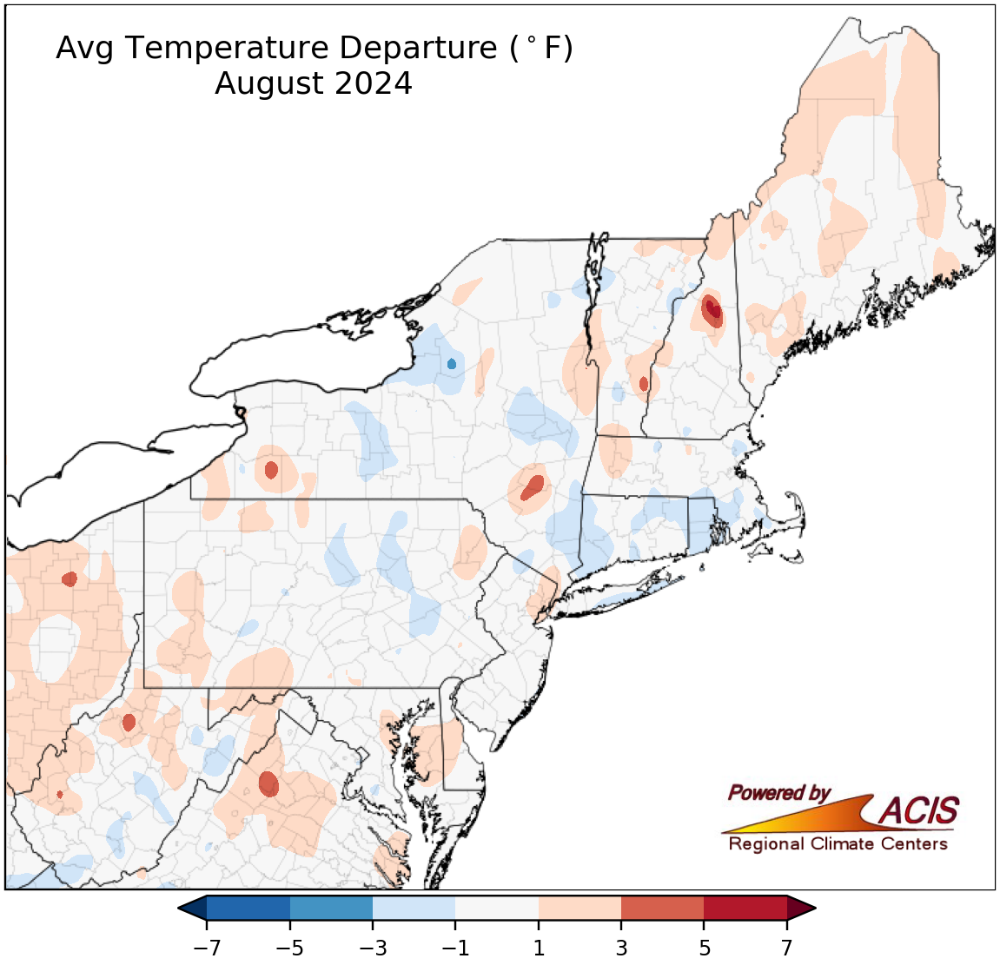 Avg Temperature Departure (°F)
August 2024
Powered by
ACIS
Regional Climate Centers
−7 −5 −3 −1 1 3 5 7